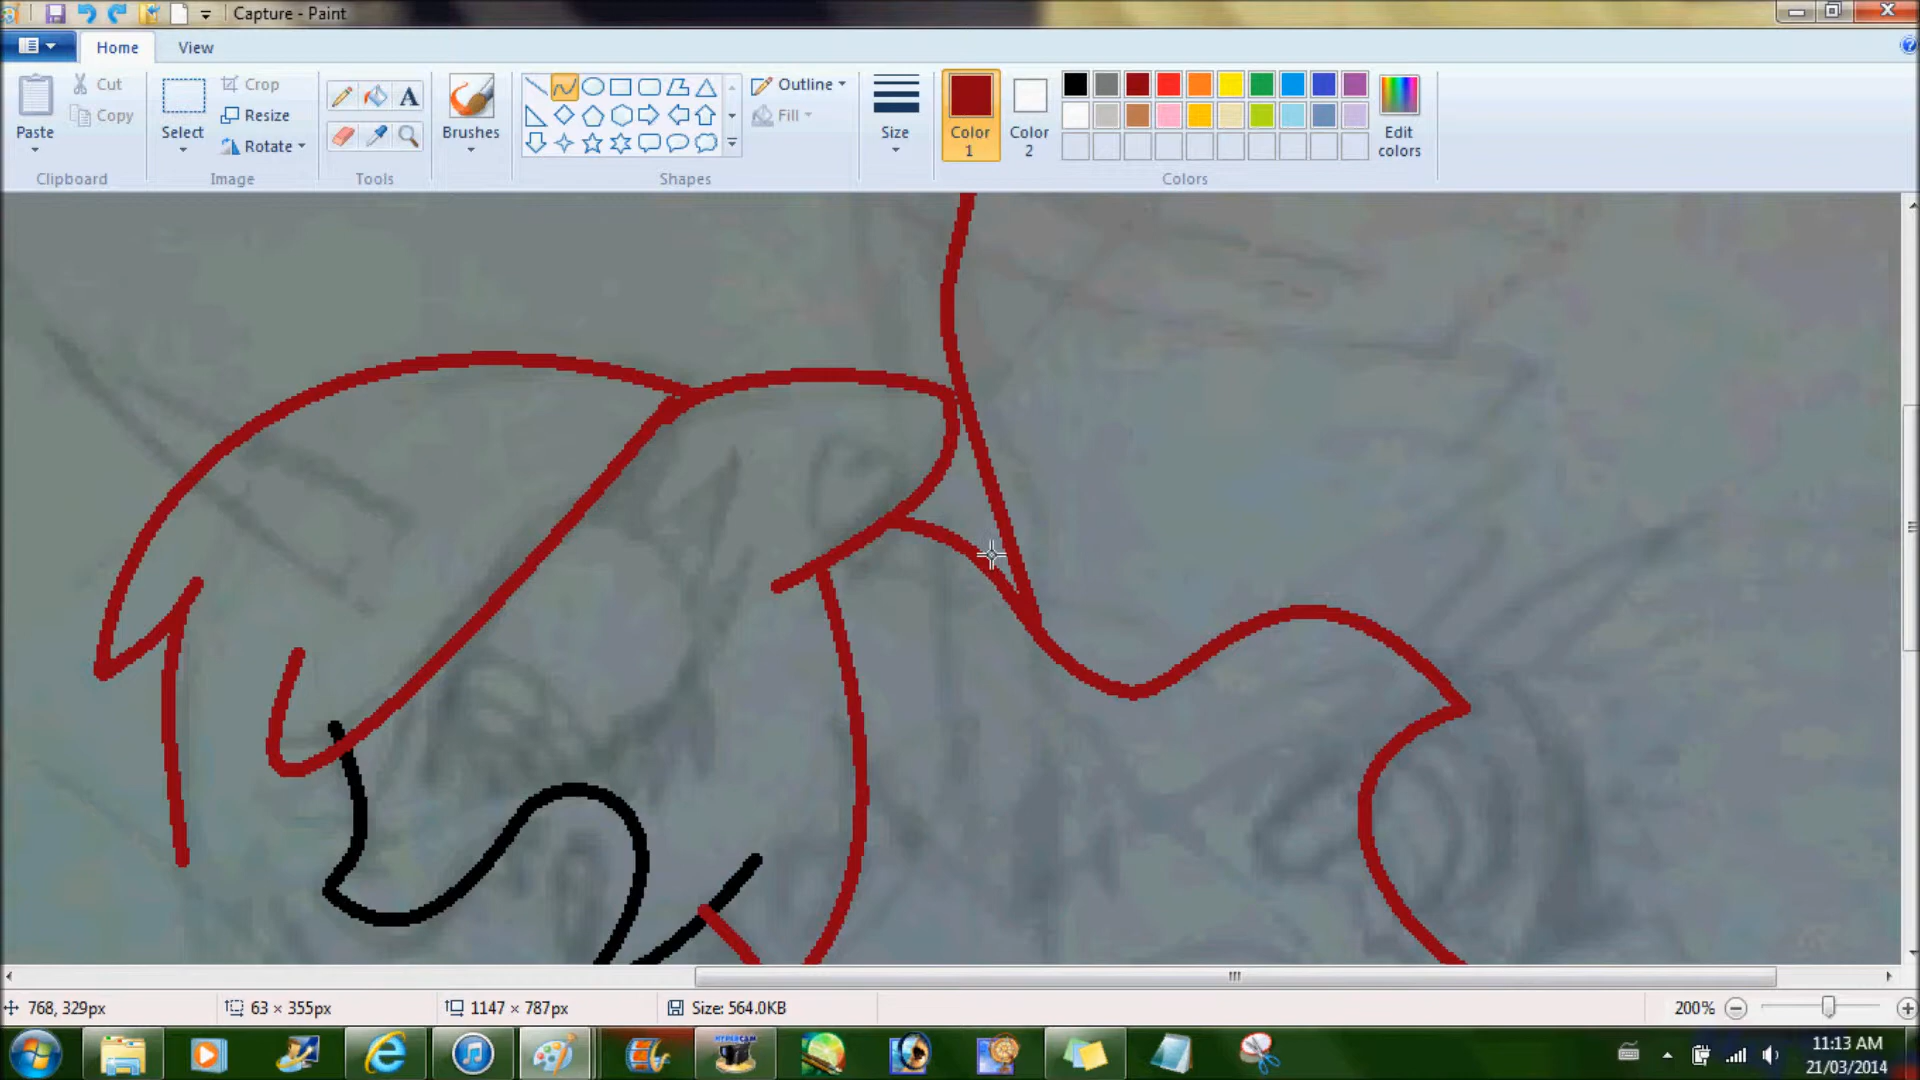 Capture - Paint
Home View
Paste
Cut
Copy
Clipboard
Select
Crop
Resize
Rotate
Image
A
Tools
Brushes
Outline
Fill
Shapes
Size
Color 1
Color 2
Edit colors
Colors
768, 329px
63 × 355px
1147 × 787px
Size: 564.0KB
200%
HYPERCAM
11:13 AM
21/03/2014